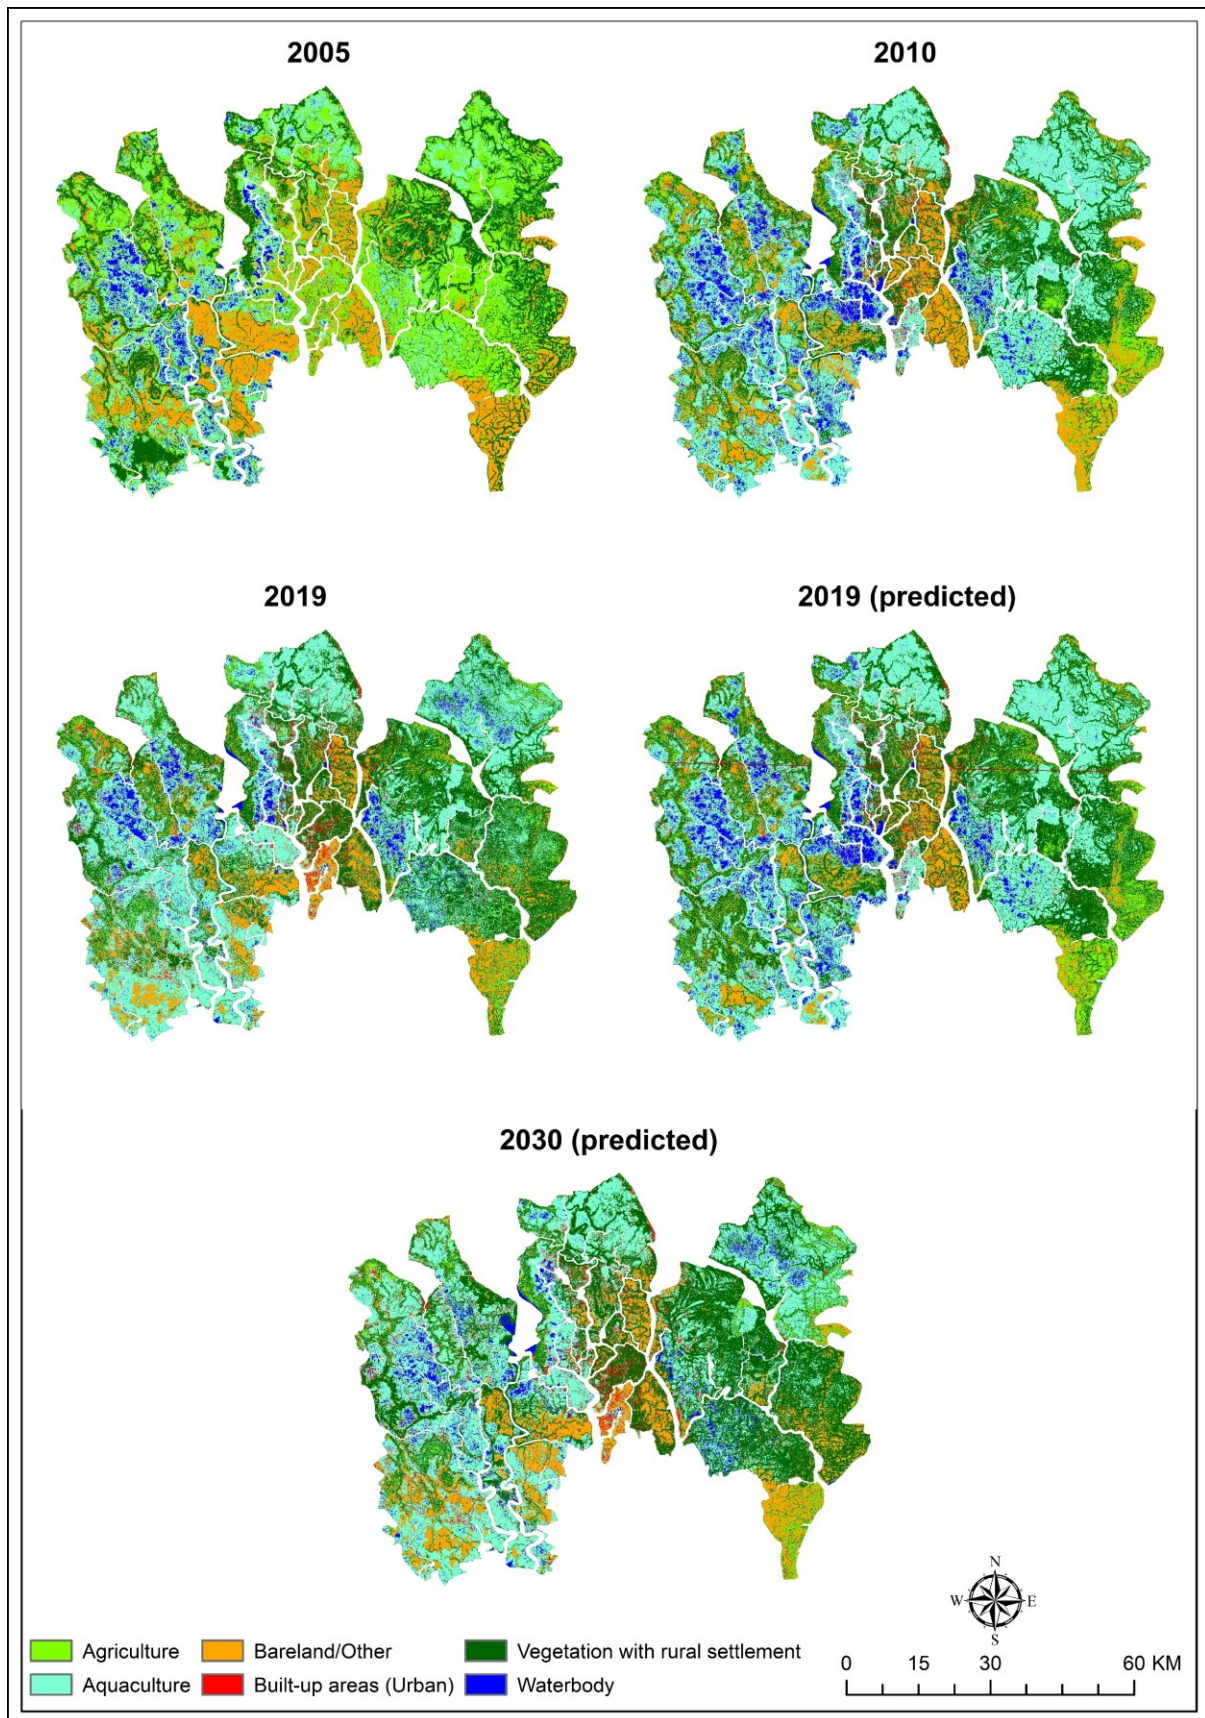 2005
2010
2019
2019 (predicted)
2030 (predicted)
N
W E
S
Agriculture Bareland/Other Vegetation with rural settlement
Aquaculture Built-up areas (Urban) Waterbody
0 15 30 60 KM